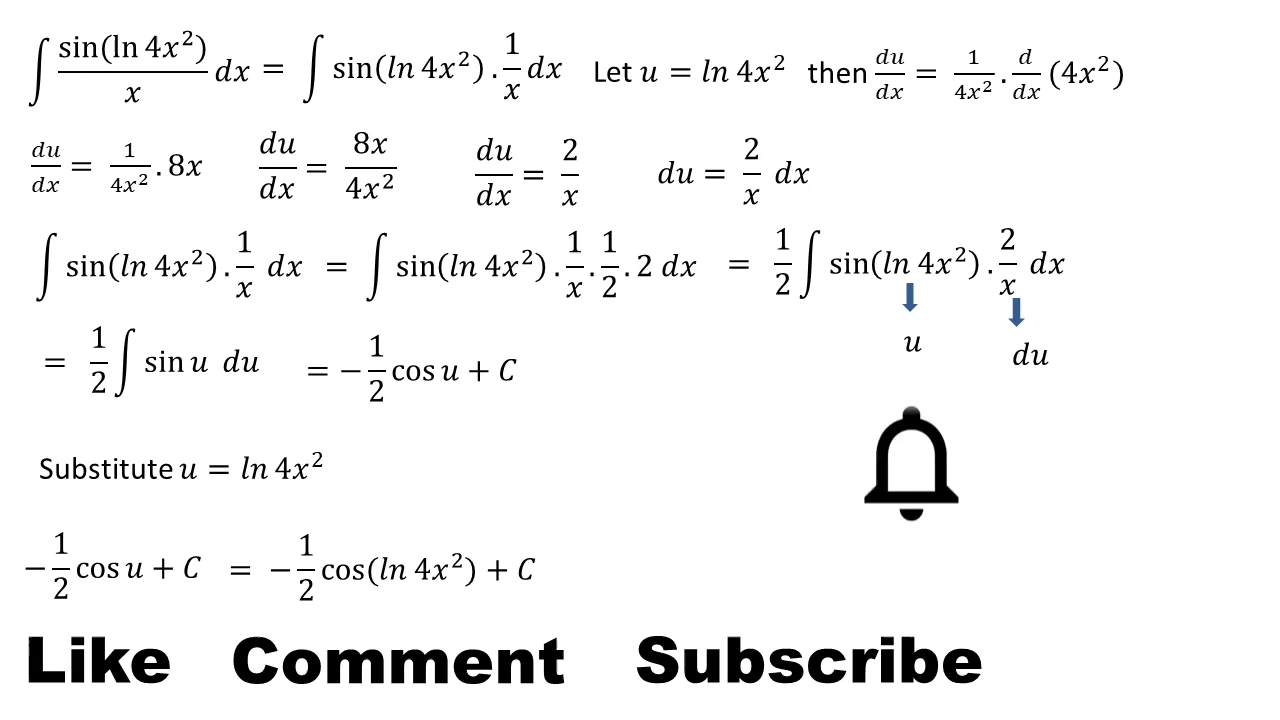 ∫ sin(ln 4x²)/x dx = ∫ sin(ln 4x²) . 1/x dx Let u = ln 4x² then du/dx = 1/4x² . d/dx (4x²)
du/dx = 1/4x² . 8x du/dx = 8x/4x² du/dx = 2/x du = 2/x dx
∫ sin(ln 4x²) . 1/x dx = ∫ sin(ln 4x²) . 1/x . 1/2 . 2 dx = 1/2 ∫ sin(ln 4x²) . 2/x dx
u du
= 1/2 ∫ sin u du = −1/2 cos u + C
Substitute u = ln 4x²
−1/2 cos u + C = −1/2 cos(ln 4x²) + C
Like Comment Subscribe